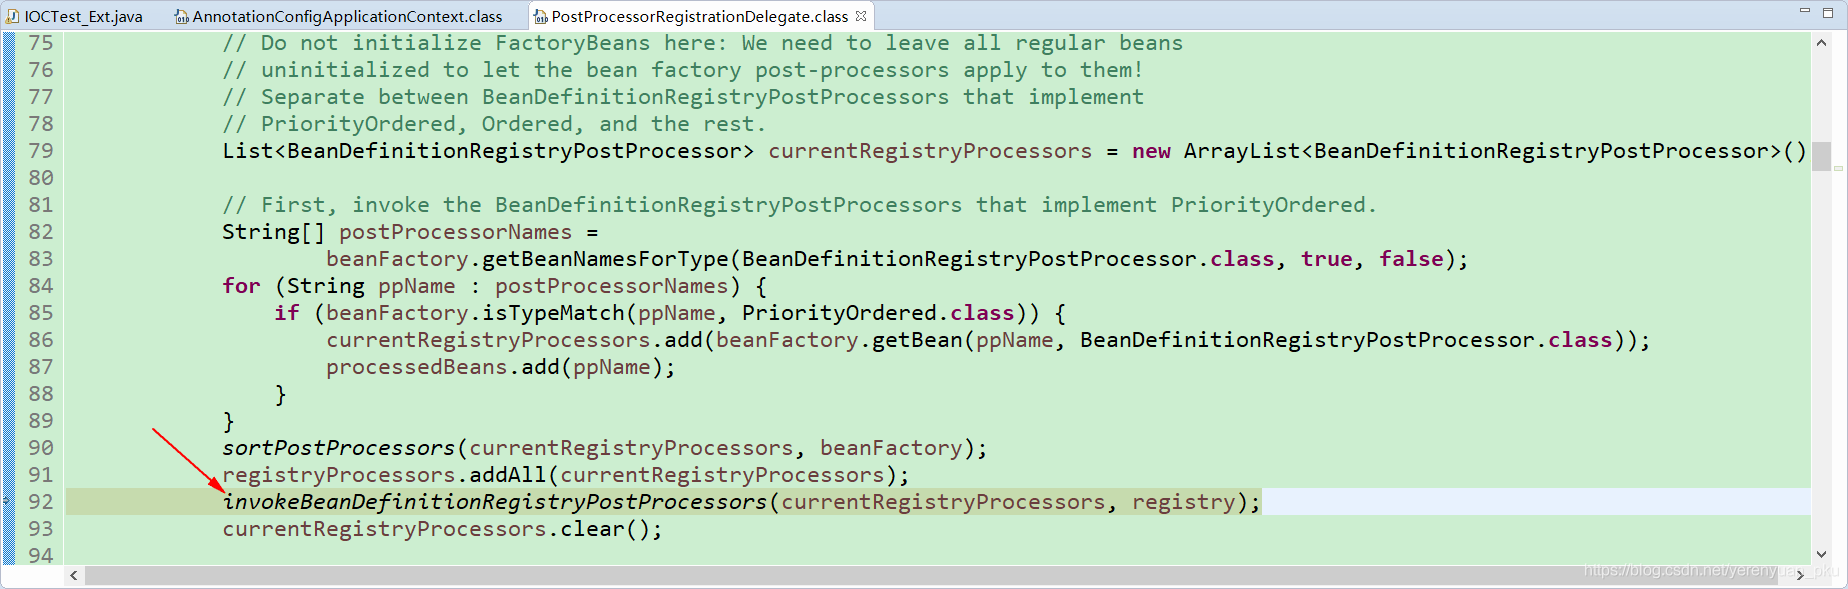 IOCTest_Ext.java AnnotationConfigApplicationContext.class PostProcessorRegistrationDelegate.class
75 // Do not initialize FactoryBeans here: We need to leave all regular beans
76 // uninitialized to let the bean factory post-processors apply to them!
77 // Separate between BeanDefinitionRegistryPostProcessors that implement
78 // PriorityOrdered, Ordered, and the rest.
79 List<BeanDefinitionRegistryPostProcessor> currentRegistryProcessors = new ArrayList<BeanDefinitionRegistryPostProcessor>()
80
81 // First, invoke the BeanDefinitionRegistryPostProcessors that implement PriorityOrdered.
82 String[] postProcessorNames =
83 beanFactory.getBeanNamesForType(BeanDefinitionRegistryPostProcessor.class, true, false);
84 for (String ppName : postProcessorNames) {
85 if (beanFactory.isTypeMatch(ppName, PriorityOrdered.class)) {
86 currentRegistryProcessors.add(beanFactory.getBean(ppName, BeanDefinitionRegistryPostProcessor.class));
87 processedBeans.add(ppName);
88 }
89 }
90 sortPostProcessors(currentRegistryProcessors, beanFactory);
91 registryProcessors.addAll(currentRegistryProcessors);
92 invokeBeanDefinitionRegistryPostProcessors(currentRegistryProcessors, registry);
93 currentRegistryProcessors.clear();
94
https://blog.csdn.net/yerenyuan_pku